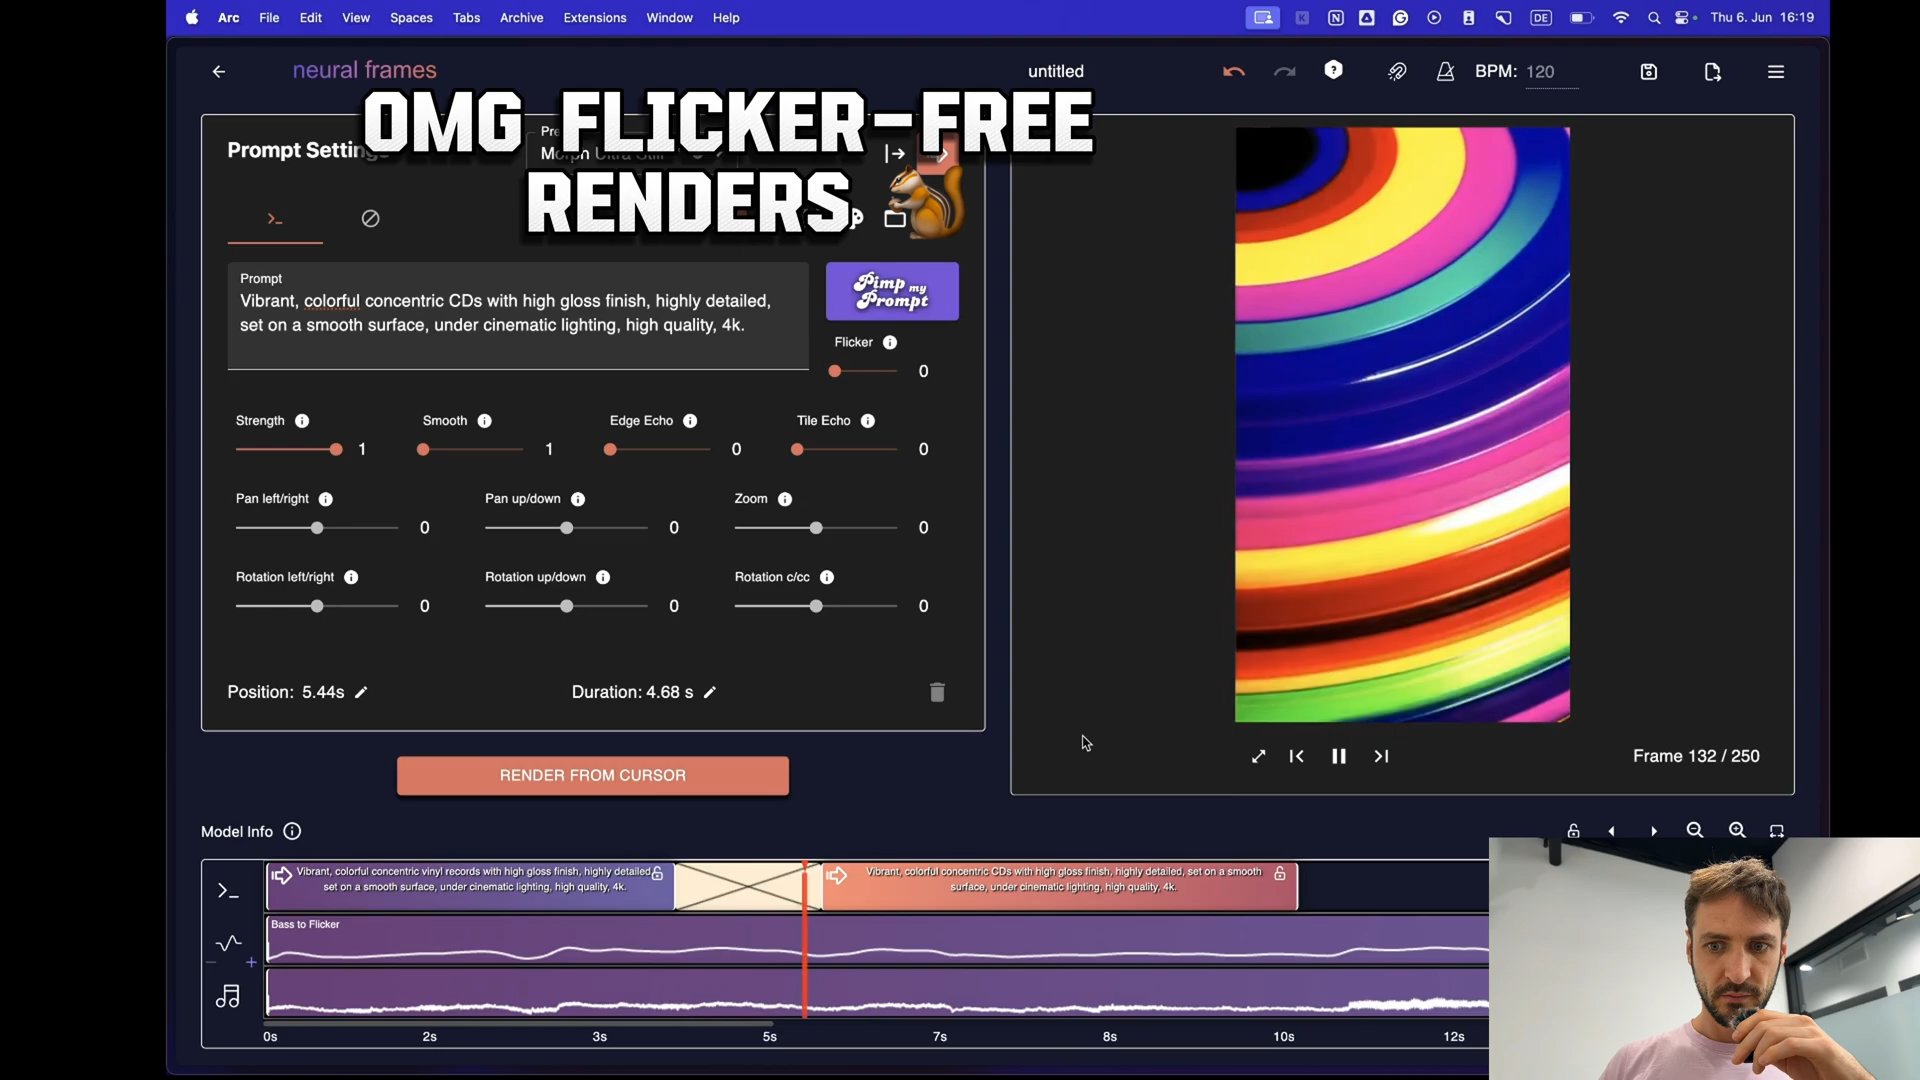 Arc File Edit View Spaces Tabs Archive Extensions Window Help
DE
Thu 6. Jun 16:19
neural frames
untitled
BPM: 120
OMG FLICKER-FREE
RENDERS
Prompt Settings
Pre
Morph Ultra Still
Prompt
Vibrant, colorful concentric CDs with high gloss finish, highly detailed,
set on a smooth surface, under cinematic lighting, high quality, 4k.
Pimp my
Prompt
Flicker
0
Strength
1
Smooth
1
Edge Echo
0
Tile Echo
0
Pan left/right
0
Pan up/down
0
Zoom
0
Rotation left/right
0
Rotation up/down
0
Rotation c/cc
0
Position: 5.44s
Duration: 4.68 s
RENDER FROM CURSOR
Frame 132 / 250
Model Info
Vibrant, colorful concentric vinyl records with high gloss finish, highly detailed,
set on a smooth surface, under cinematic lighting, high quality, 4k.
Vibrant, colorful concentric CDs with high gloss finish, highly detailed, set on a smooth
surface, under cinematic lighting, high quality, 4k.
Bass to Flicker
0s 2s 3s 5s 7s 8s 10s 12s